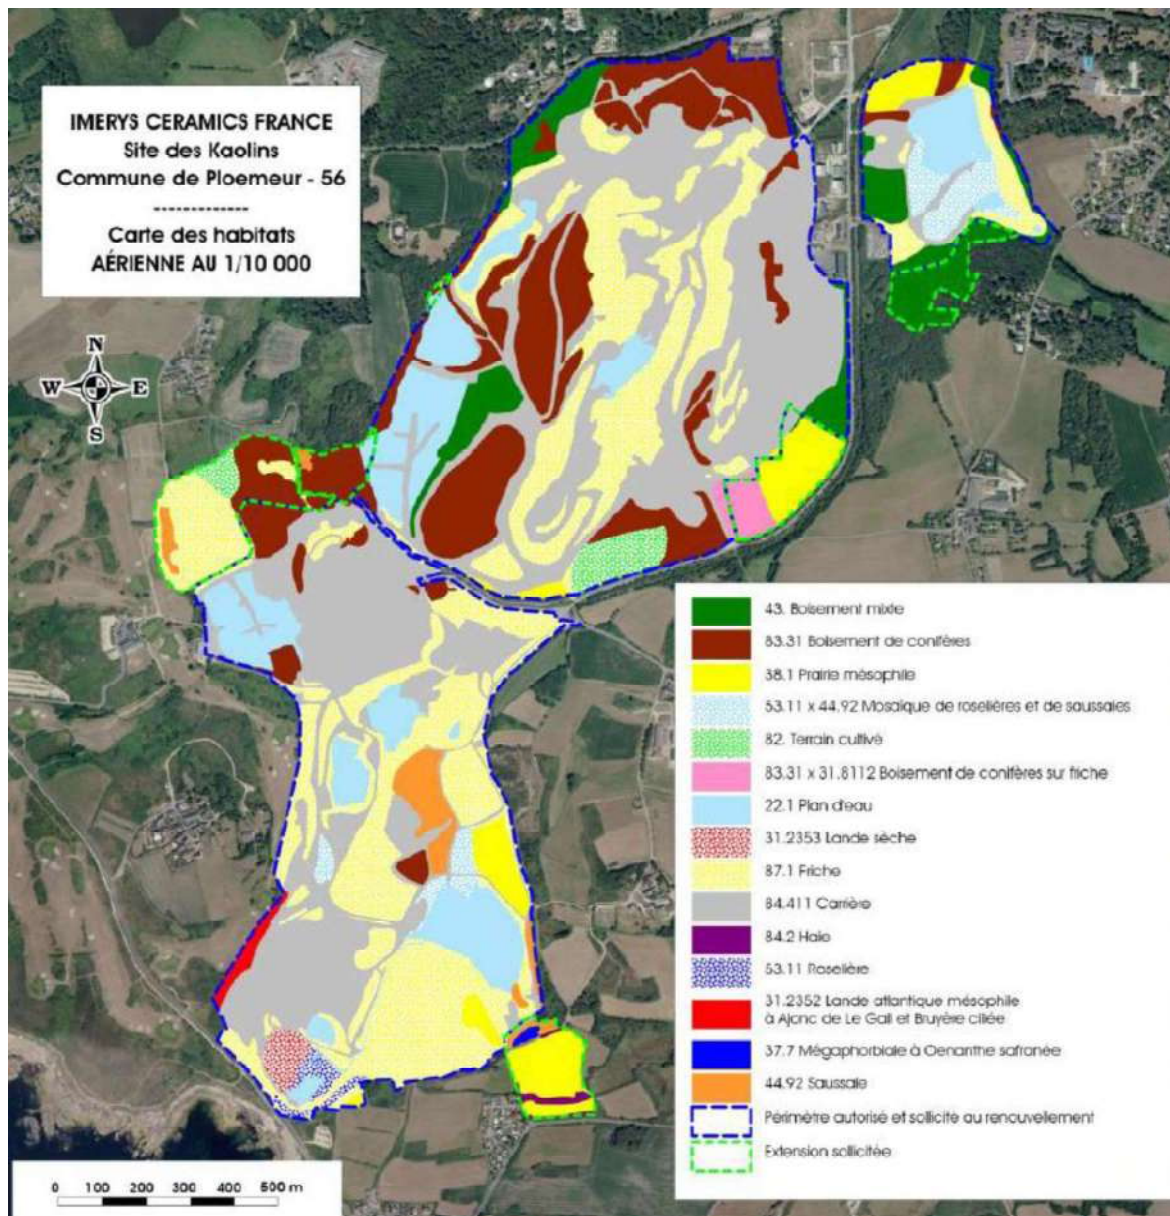 IMERYS CERAMICS FRANCE
Site des Kaolins
Commune de Ploemeur - 56
-------------
Carte des habitats
AÉRIENNE AU 1/10 000
N
W E
S
43. Boisement mixte
83.31 Boisement de conifères
38.1 Prairie mésophile
53.11 x 44.92 Mosaïque de roselières et de saussaies
82. Terrain cultivé
83.31 x 31.8112 Boisement de conifères sur friche
22.1 Plan d'eau
31.2353 Lande sèche
87.1 Friche
84.411 Carrière
84.2 Haie
53.11 Roselière
31.2352 Lande atlantique mésophile
à Ajonc de Le Gall et Bruyère ciliée
37.7 Mégaphorbiaie à Oenanthe safranée
44.92 Saussaie
Périmètre autorisé et sollicité au renouvellement
Extension sollicitée
0 100 200 300 400 500 m